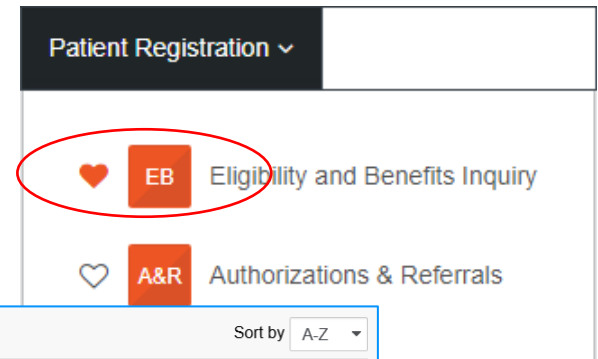 Patient Registration
EB Eligibility and Benefits Inquiry
A&R Authorizations & Referrals
Sort by A-Z